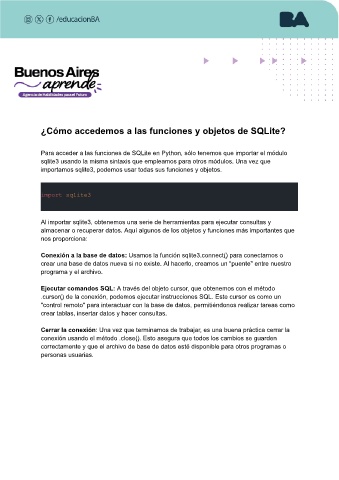 /educacionBA
BA
Buenos Aires
aprende
Agencia de Habilidades para el Futuro
¿Cómo accedemos a las funciones y objetos de SQLite?
Para acceder a las funciones de SQLite en Python, sólo tenemos que importar el módulo
sqlite3 usando la misma sintaxis que empleamos para otros módulos. Una vez que
importamos sqlite3, podemos usar todas sus funciones y objetos.
import sqlite3
Al importar sqlite3, obtenemos una serie de herramientas para ejecutar consultas y
almacenar o recuperar datos. Aquí algunos de los objetos y funciones más importantes que
nos proporciona:
Conexión a la base de datos: Usamos la función sqlite3.connect() para conectarnos o
crear una base de datos nueva si no existe. Al hacerlo, creamos un "puente" entre nuestro
programa y el archivo.
Ejecutar comandos SQL: A través del objeto cursor, que obtenemos con el método
.cursor() de la conexión, podemos ejecutar instrucciones SQL. Este cursor es como un
"control remoto" para interactuar con la base de datos, permitiéndonos realizar tareas como
crear tablas, insertar datos y hacer consultas.
Cerrar la conexión: Una vez que terminamos de trabajar, es una buena práctica cerrar la
conexión usando el método .close(). Esto asegura que todos los cambios se guarden
correctamente y que el archivo de base de datos esté disponible para otros programas o
personas usuarias.